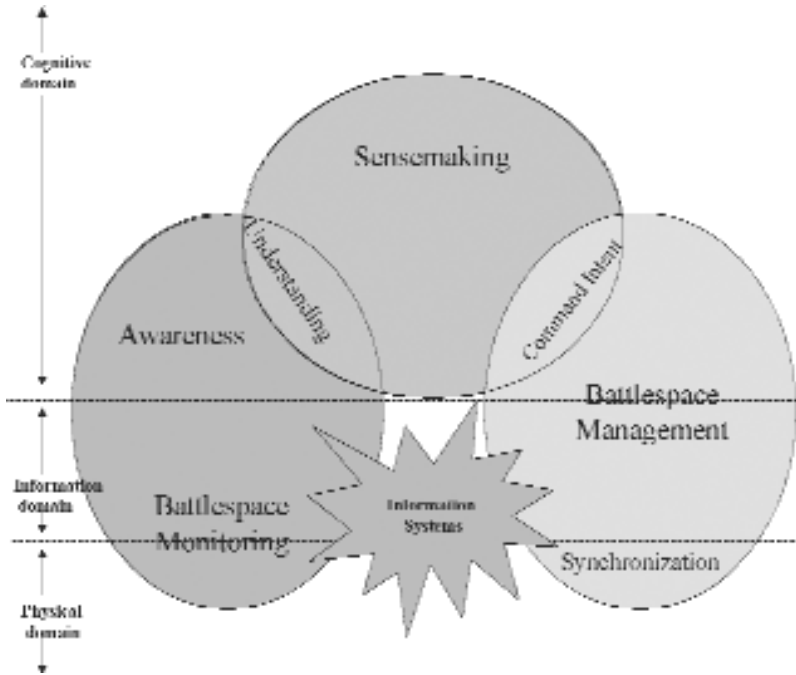 Cognitive
domain
Sensemaking
Understanding
Command Intent
Awareness
Battlespace
Management
Information
domain
Battlespace
Monitoring
Information
Systems
Synchronization
Physical
domain